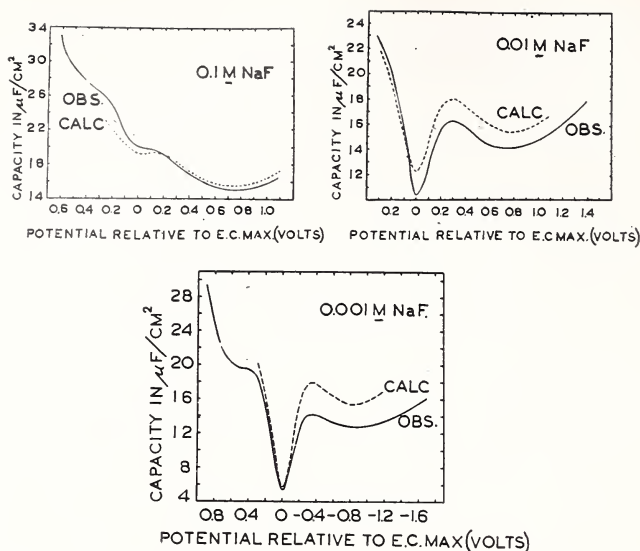 CAPACITY IN μF/CM²
34
30
26
22
18
14
0.1 M NaF
OBS.
CALC
0.6 0.4 0.2 0 0.2 0.4 0.6 0.8 1.0
POTENTIAL RELATIVE TO E.C. MAX.(VOLTS)
CAPACITY IN μF/CM²
24
22
20
18
16
14
12
0.01 M NaF
CALC
OBS.
0.2 0 0.2 0.4 0.6 0.8 1.0 1.2 1.4
POTENTIAL RELATIVE TO E.C.MAX.(VOLTS)
CAPACITY IN μF/CM²
28
24
20
16
12
8
4
0.001 M NaF.
CALC
OBS.
0.8 0.4 0 -0.4 -0.8 -1.2 -1.6
POTENTIAL RELATIVE TO E.C.MAX(VOLTS)